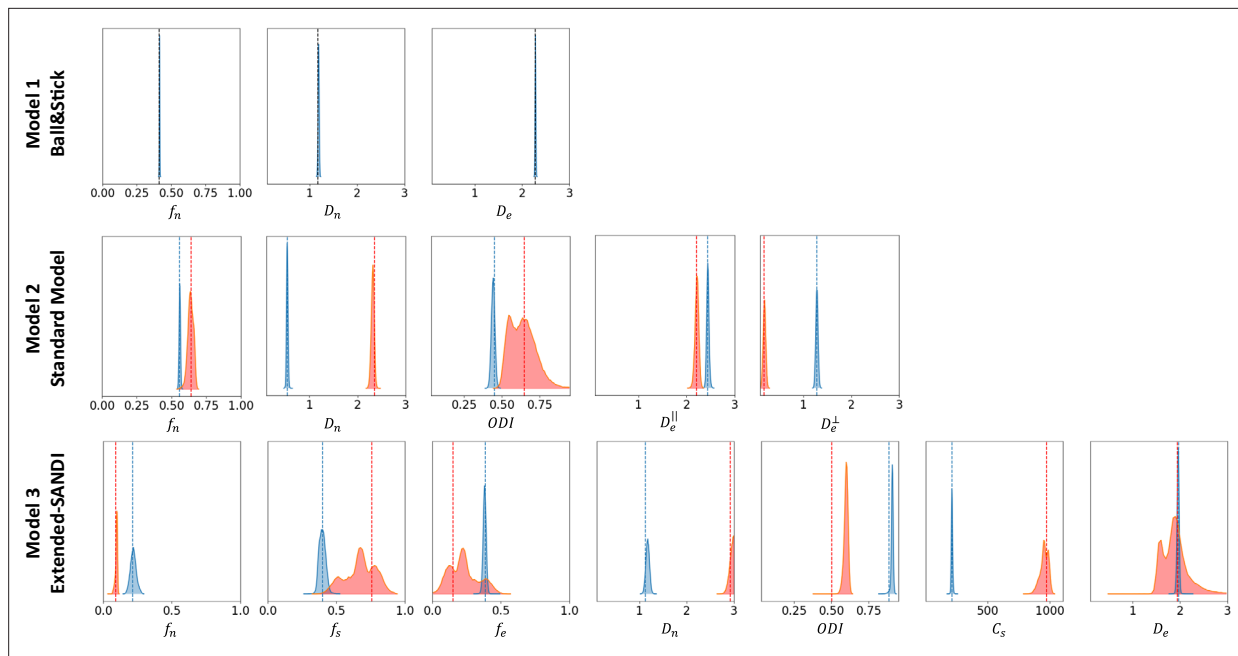 Model 1
Ball&Stick
0.00 0.25 0.50 0.75 1.00
1 2 3
1 2 3
f_n
D_n
D_e
Model 2
Standard Model
0.00 0.25 0.50 0.75 1.00
1 2 3
0.25 0.50 0.75
1 2 3
1 2 3
f_n
D_n
ODI
D_e^{||}
D_e^⊥
Model 3
Extended-SANDI
0.0 0.5 1.0
0.0 0.5 1.0
0.0 0.5 1.0
1 2 3
0.25 0.50 0.75
500 1000
1 2 3
f_n
f_s
f_e
D_n
ODI
C_s
D_e